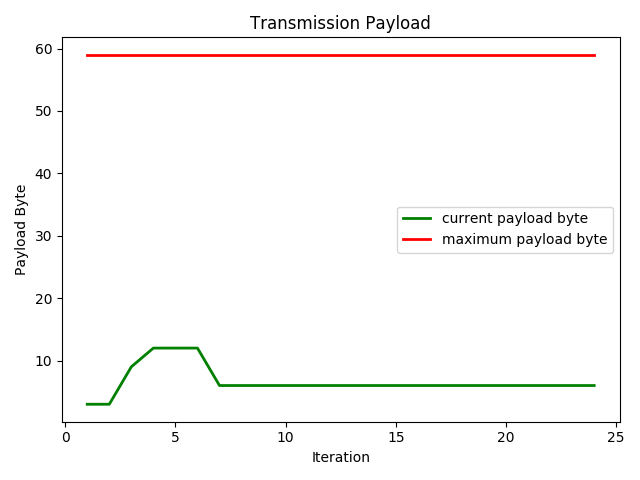 Transmission Payload
Payload Byte
60
50
40
30
20
10
current payload byte
maximum payload byte
0
5
10
15
20
25
Iteration